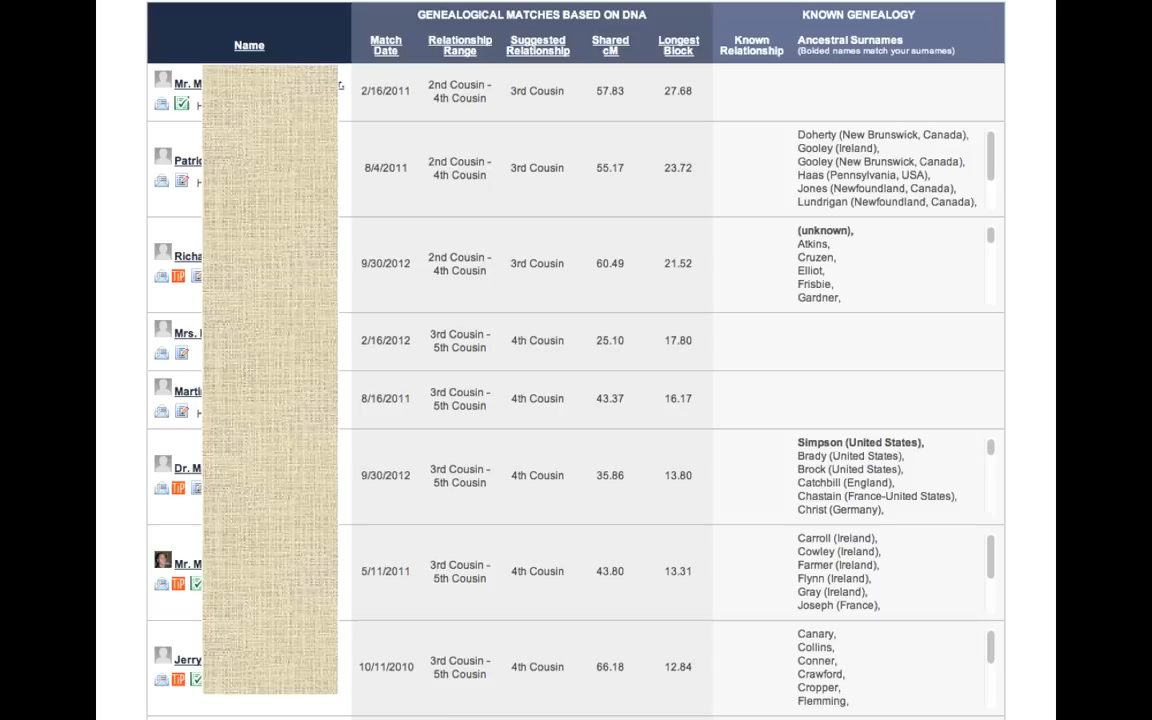 GENEALOGICAL MATCHES BASED ON DNA KNOWN GENEALOGY
Name Match Date Relationship Range Suggested Relationship Shared cM Longest Block Known Relationship Ancestral Surnames
(Bolded names match your surnames)
Mr. M r. 2/16/2011 2nd Cousin - 4th Cousin 3rd Cousin 57.83 27.68
H
Patric 8/4/2011 2nd Cousin - 4th Cousin 3rd Cousin 55.17 23.72
H
Doherty (New Brunswick, Canada),
Gooley (Ireland),
Gooley (New Brunswick, Canada),
Haas (Pennsylvania, USA),
Jones (Newfoundland, Canada),
Lundrigan (Newfoundland, Canada),
Richa 9/30/2012 2nd Cousin - 4th Cousin 3rd Cousin 60.49 21.52
TiP
(unknown),
Atkins,
Cruzen,
Elliot,
Frisbie,
Gardner,
Mrs. 2/16/2012 3rd Cousin - 5th Cousin 4th Cousin 25.10 17.80
Marti 8/16/2011 3rd Cousin - 5th Cousin 4th Cousin 43.37 16.17
H
Dr. M 9/30/2012 3rd Cousin - 5th Cousin 4th Cousin 35.86 13.80
TiP
Simpson (United States),
Brady (United States),
Brock (United States),
Catchbill (England),
Chastain (France-United States),
Christ (Germany),
Mr. M 5/11/2011 3rd Cousin - 5th Cousin 4th Cousin 43.80 13.31
TiP
Carroll (Ireland),
Cowley (Ireland),
Farmer (Ireland),
Flynn (Ireland),
Gray (Ireland),
Joseph (France),
Jerry 10/11/2010 3rd Cousin - 5th Cousin 4th Cousin 66.18 12.84
TiP
Canary,
Collins,
Conner,
Crawford,
Cropper,
Flemming,